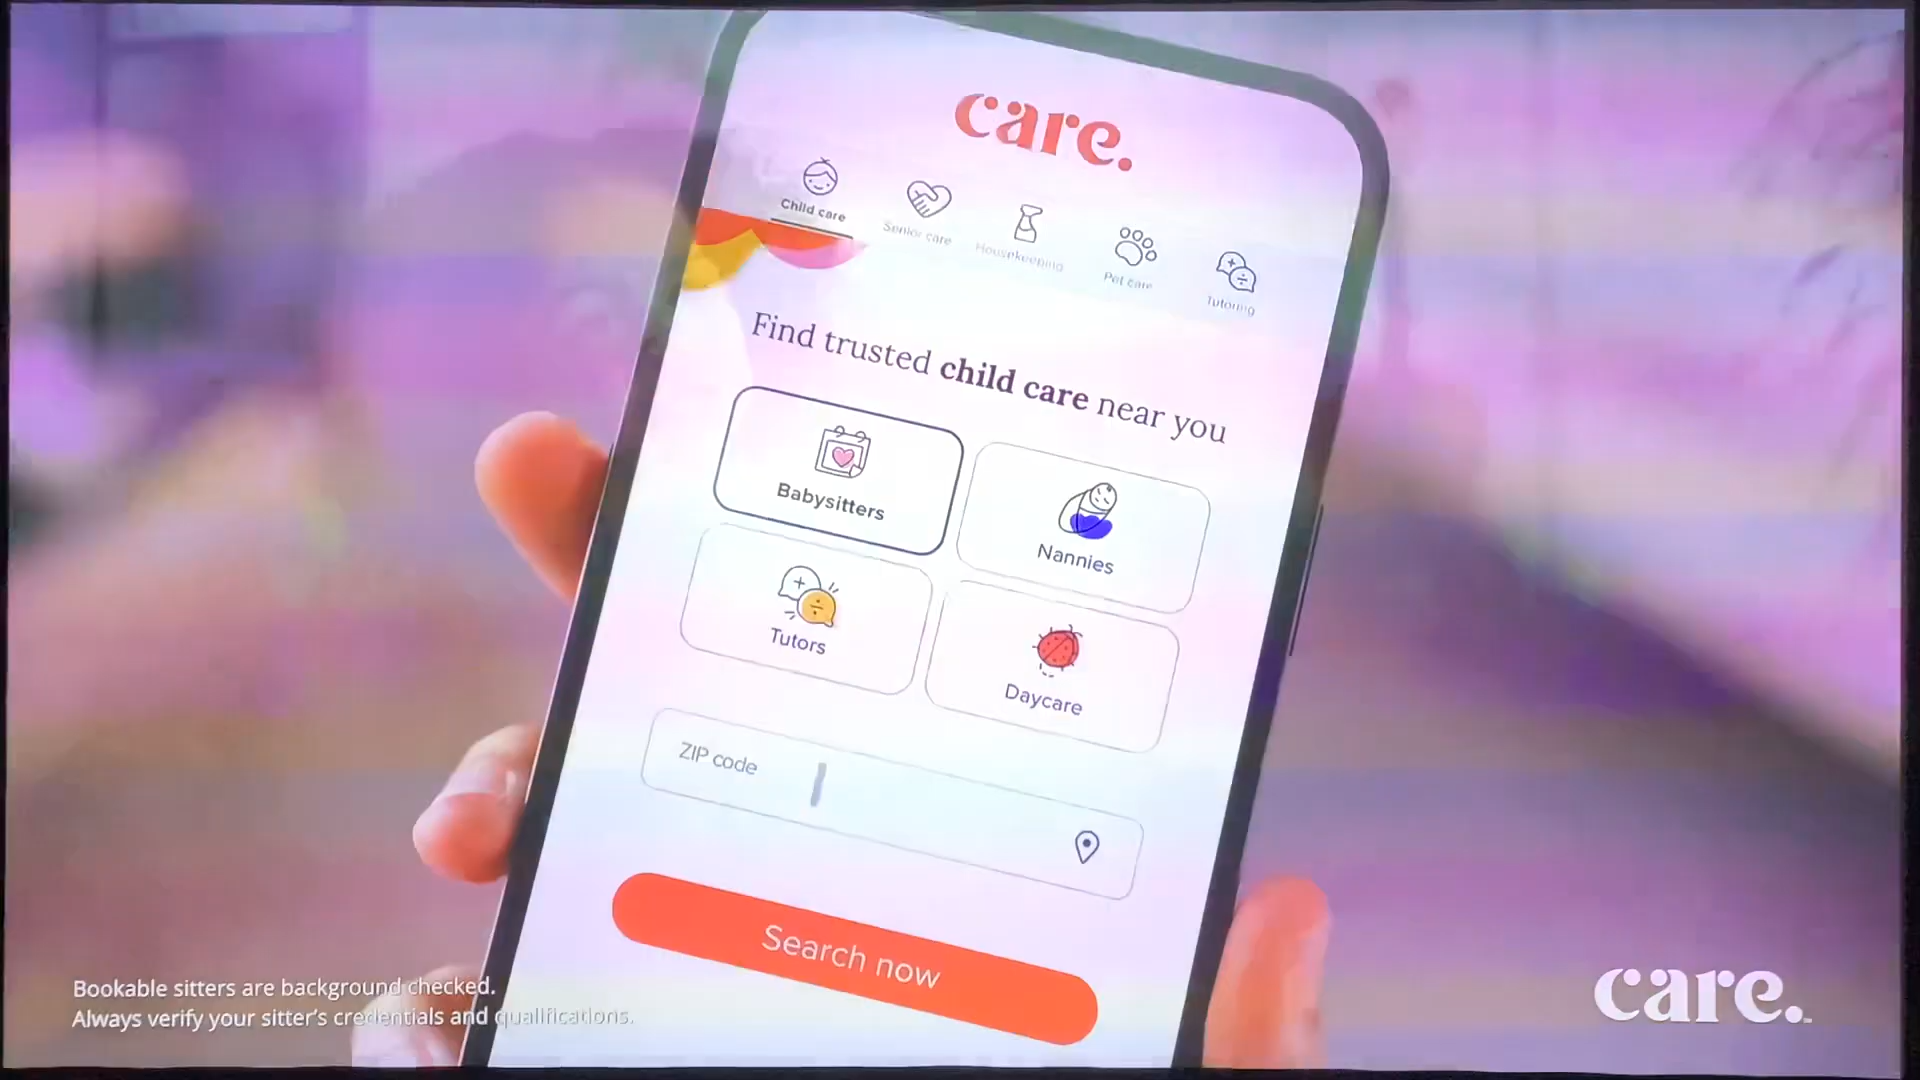 care.
Child care
Senior care
Housekeeping
Pet care
Tutoring
Find trusted child care near you
Babysitters
Nannies
Tutors
Daycare
ZIP code
Search now
Bookable sitters are background checked.
Always verify your sitter's credentials and qualifications.
care.